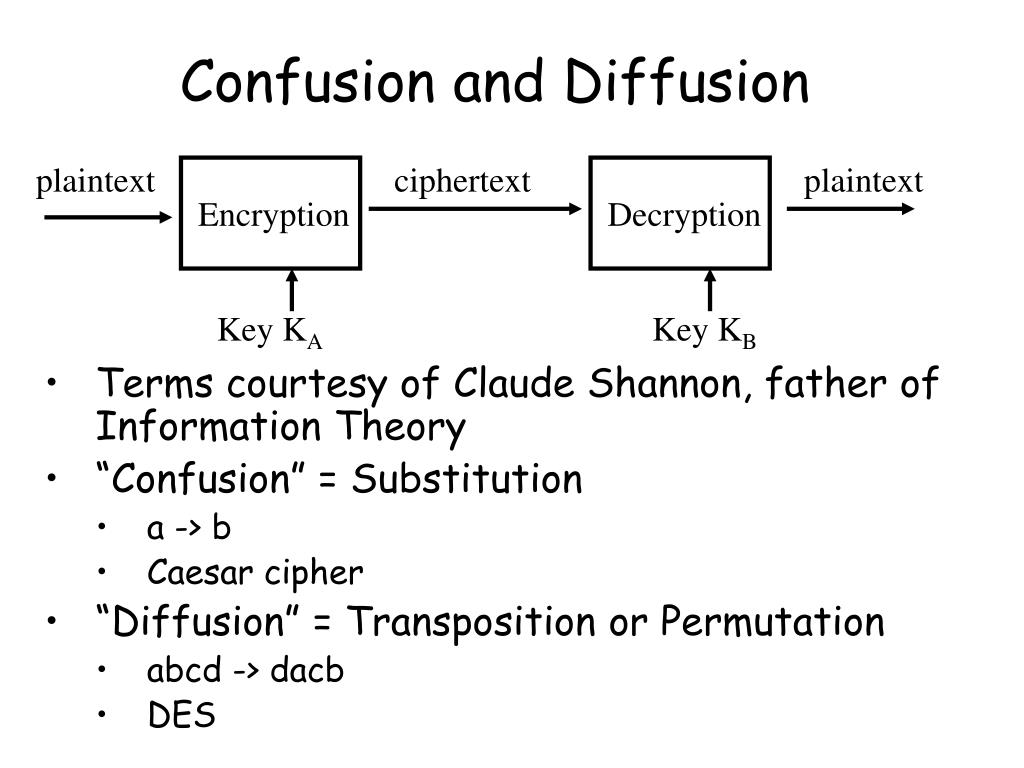 Confusion and Diffusion
plaintext
ciphertext
plaintext
Encryption
Decryption
Key K_A
Key K_B
• Terms courtesy of Claude Shannon, father of
Information Theory
• “Confusion” = Substitution
• a -> b
• Caesar cipher
• “Diffusion” = Transposition or Permutation
• abcd -> dacb
• DES